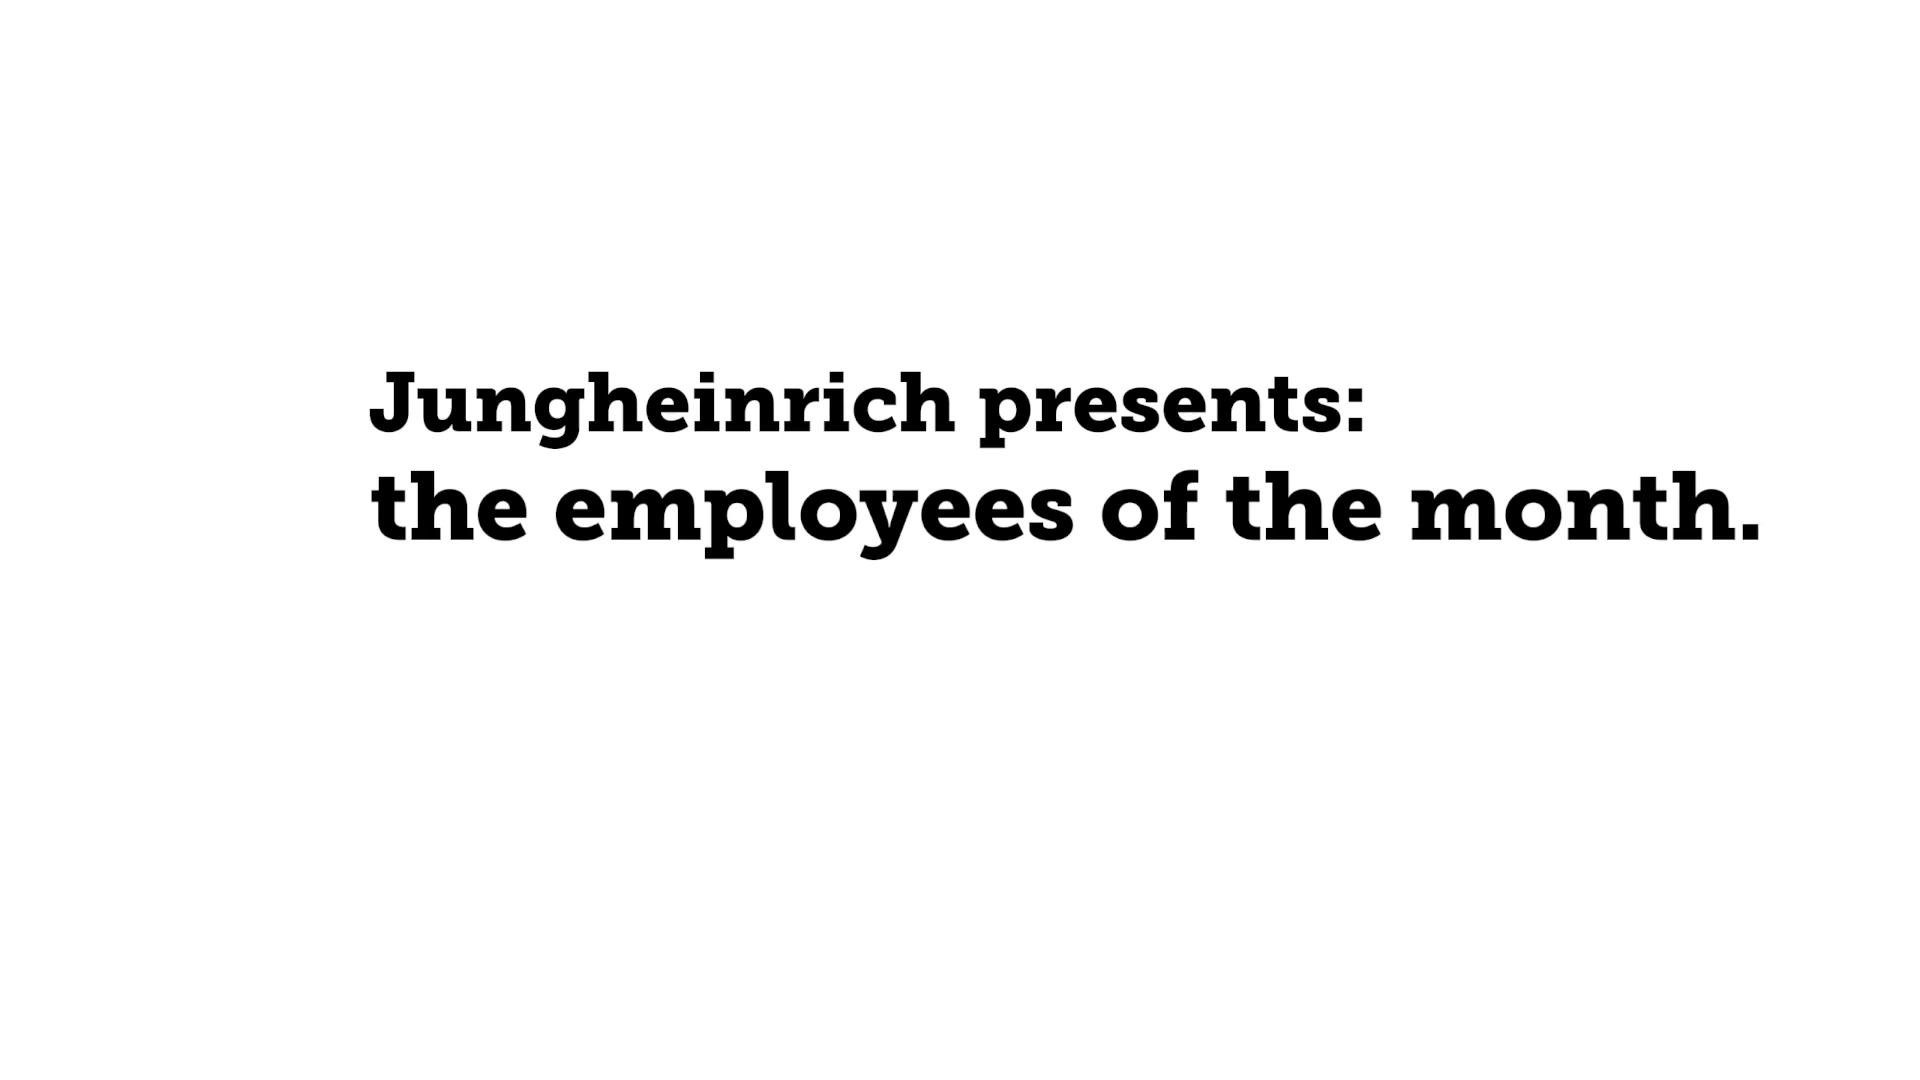 Jungheinrich presents:
the employees of the month.